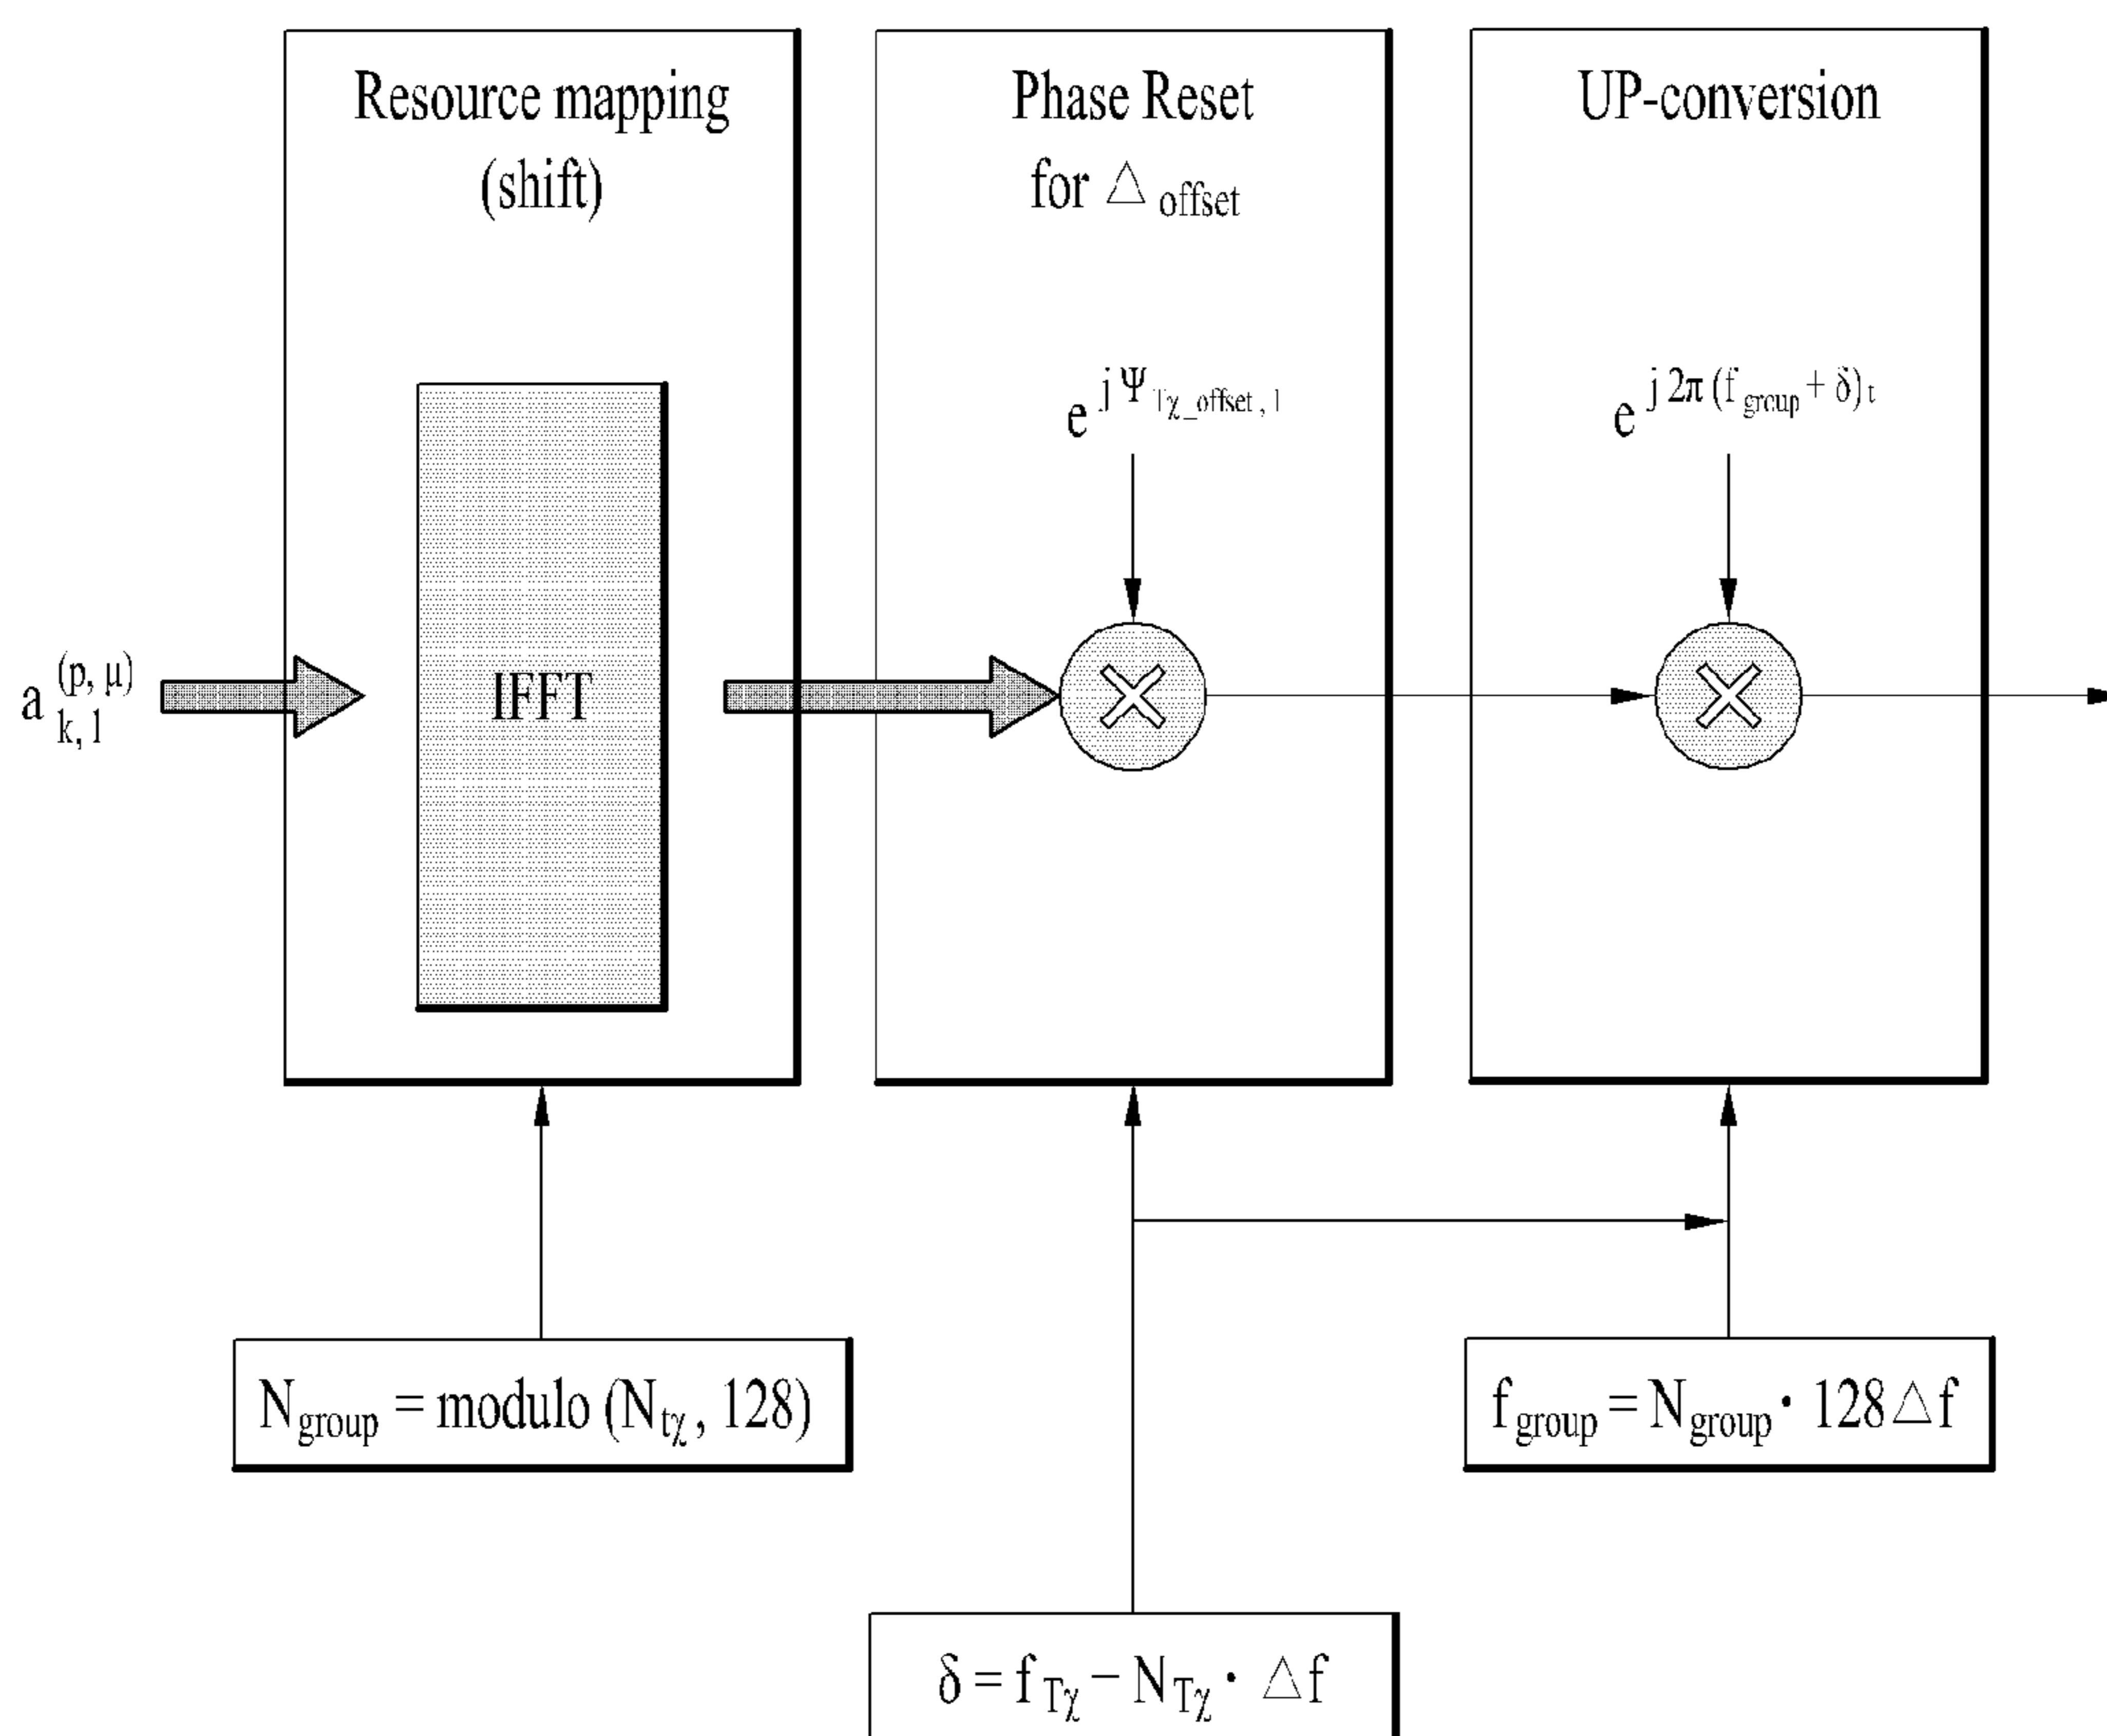 Resource mapping
(shift)
Phase Reset
for △ offset
UP-conversion
e j Ψ Tχ_offset, l
e j 2π (f group + δ) t
a (p, μ) k, l
IFFT
N group = modulo (N tχ, 128)
f group = N group · 128 △ f
δ = f Tχ − N Tχ · △ f